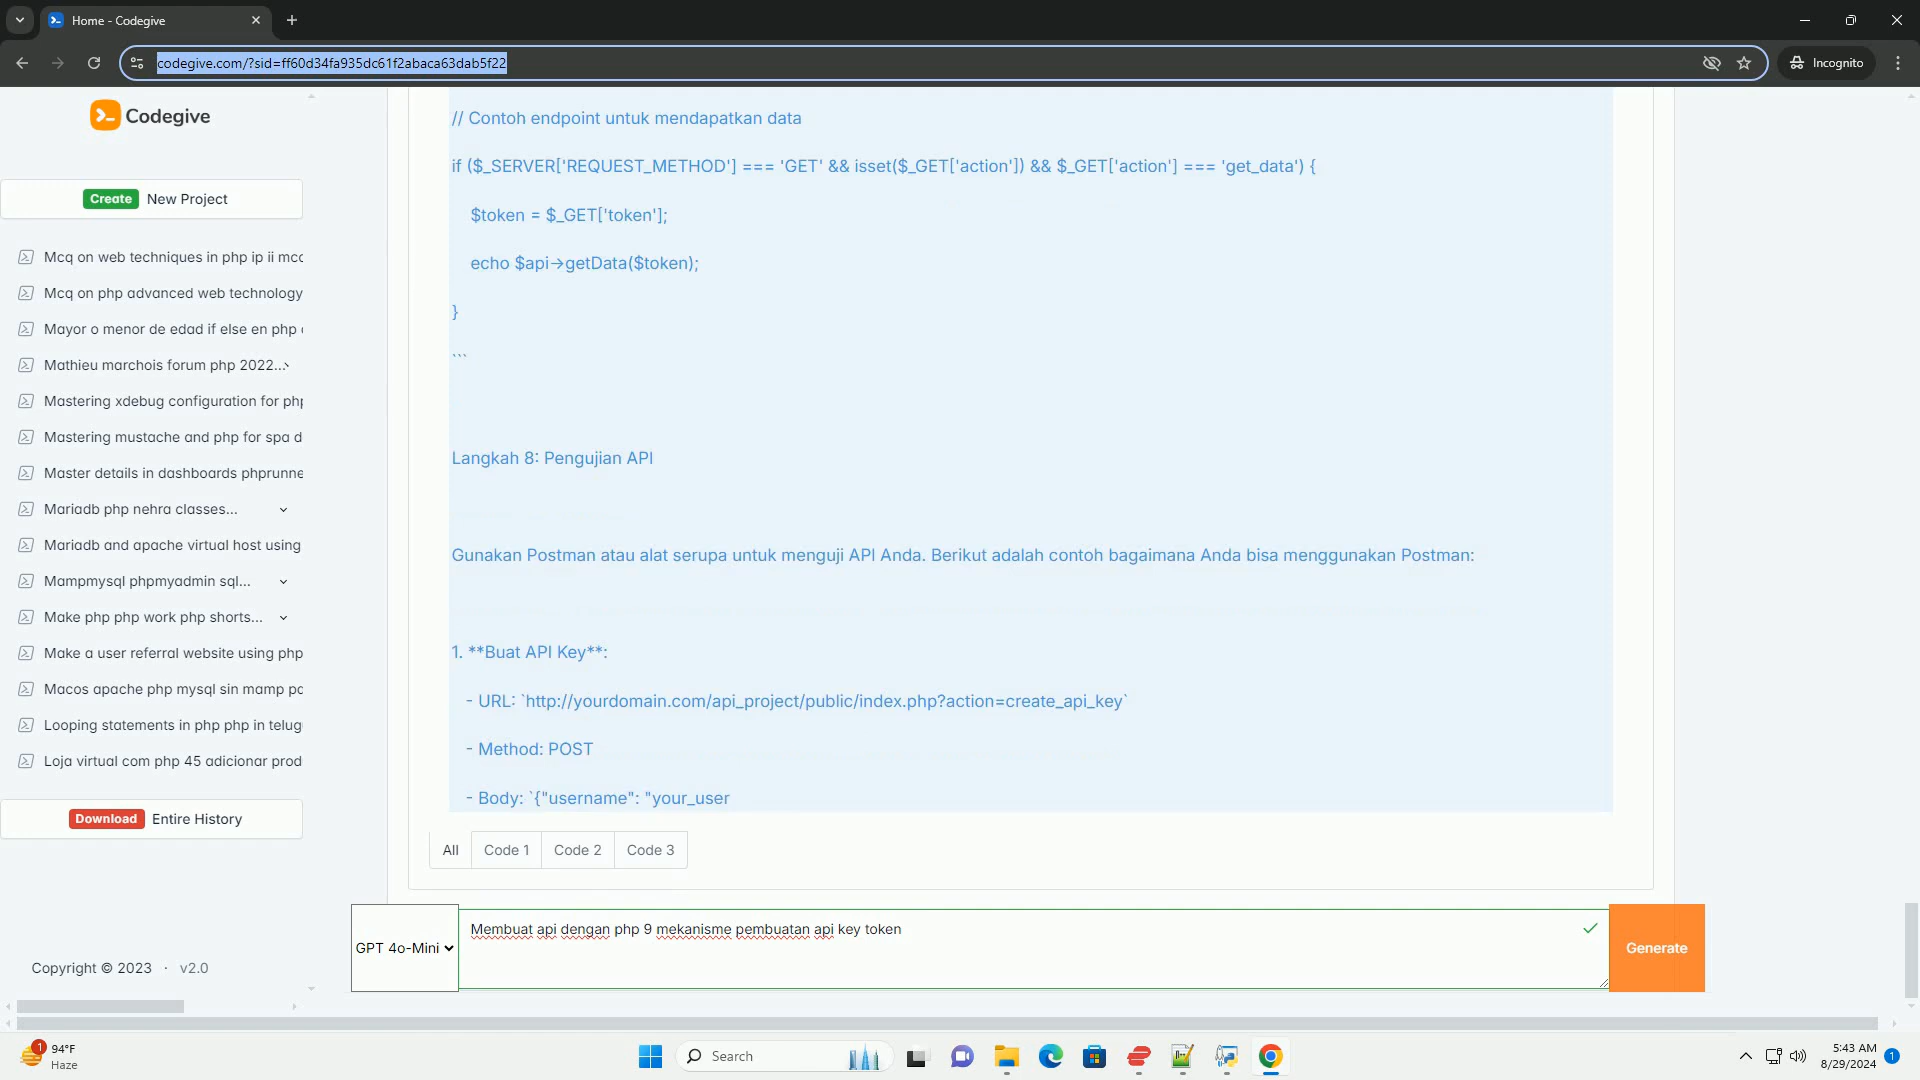 Home - Codegive
codegive.com/?sid=ff60d34fa935dc61f2abaca63dab5f22
Incognito
Codegive
Create New Project
Mcq on web techniques in php ip ii mcc
Mcq on php advanced web technology
Mayor o menor de edad if else en php
Mathieu marchois forum php 2022...
Mastering xdebug configuration for php
Mastering mustache and php for spa d
Master details in dashboards phprunne
Mariadb php nehra classes...
Mariadb and apache virtual host using
Mampmysql phpmyadmin sql...
Make php php work php shorts...
Make a user referral website using php
Macos apache php mysql sin mamp
Looping statements in php php in telug
Loja virtual com php 45 adicionar prod
Download Entire History
Copyright © 2023 · v2.0
// Contoh endpoint untuk mendapatkan data
if ($_SERVER['REQUEST_METHOD'] === 'GET' && isset($_GET['action']) && $_GET['action'] === 'get_data') {
$token = $_GET['token'];
echo $api->getData($token);
}
```
Langkah 8: Pengujian API
Gunakan Postman atau alat serupa untuk menguji API Anda. Berikut adalah contoh bagaimana Anda bisa menggunakan Postman:
1. **Buat API Key**:
- URL: `http://yourdomain.com/api_project/public/index.php?action=create_api_key`
- Method: POST
- Body: `{"username": "your_user
All
Code 1
Code 2
Code 3
GPT 4o-Mini
Membuat api dengan php 9 mekanisme pembuatan api key token
Generate
1
94°F
Haze
Search
5:43 AM
8/29/2024
1